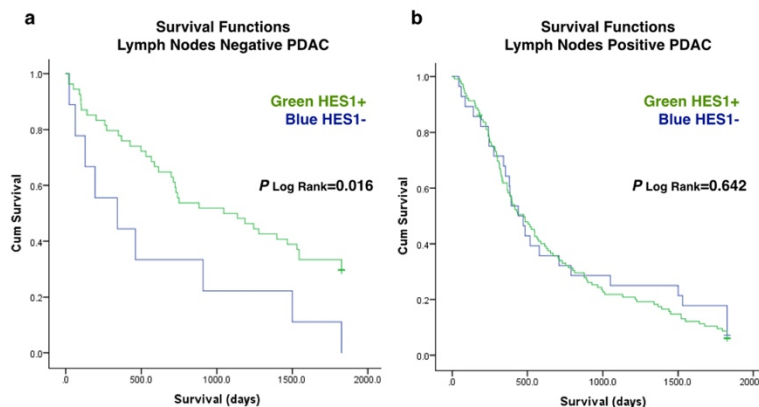 a
Survival Functions
Lymph Nodes Negative PDAC
Green HES1+
Blue HES1-
P Log Rank=0.016
Cum Survival
1.0
0.8
0.6
0.4
0.2
0.0
.0
500.0
1000.0
1500.0
2000.0
Survival (days)
b
Survival Functions
Lymph Nodes Positive PDAC
Green HES1+
Blue HES1-
P Log Rank=0.642
Cum Survival
1.0
0.8
0.6
0.4
0.2
0.0
.0
500.0
1000.0
1500.0
2000.0
Survival (days)